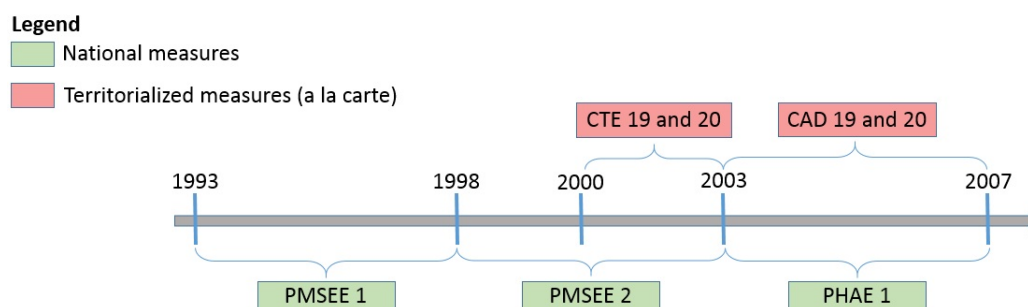 Legend
National measures
Territorialized measures (a la carte)
CTE 19 and 20 CAD 19 and 20
1993 1998 2000 2003 2007
PMSEE 1 PMSEE 2 PHAE 1